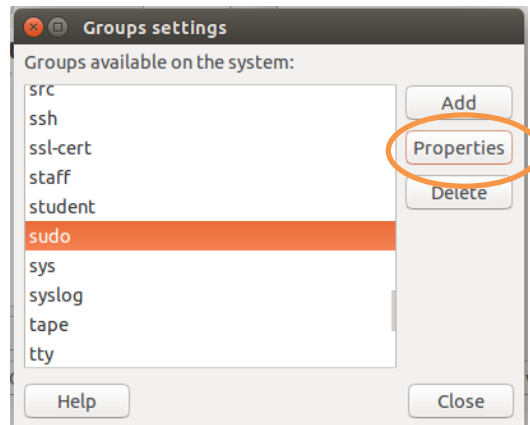 Groups settings
Groups available on the system:
src
ssh
ssl-cert
staff
student
sudo
sys
syslog
tape
tty
Add
Properties
Delete
Help
Close